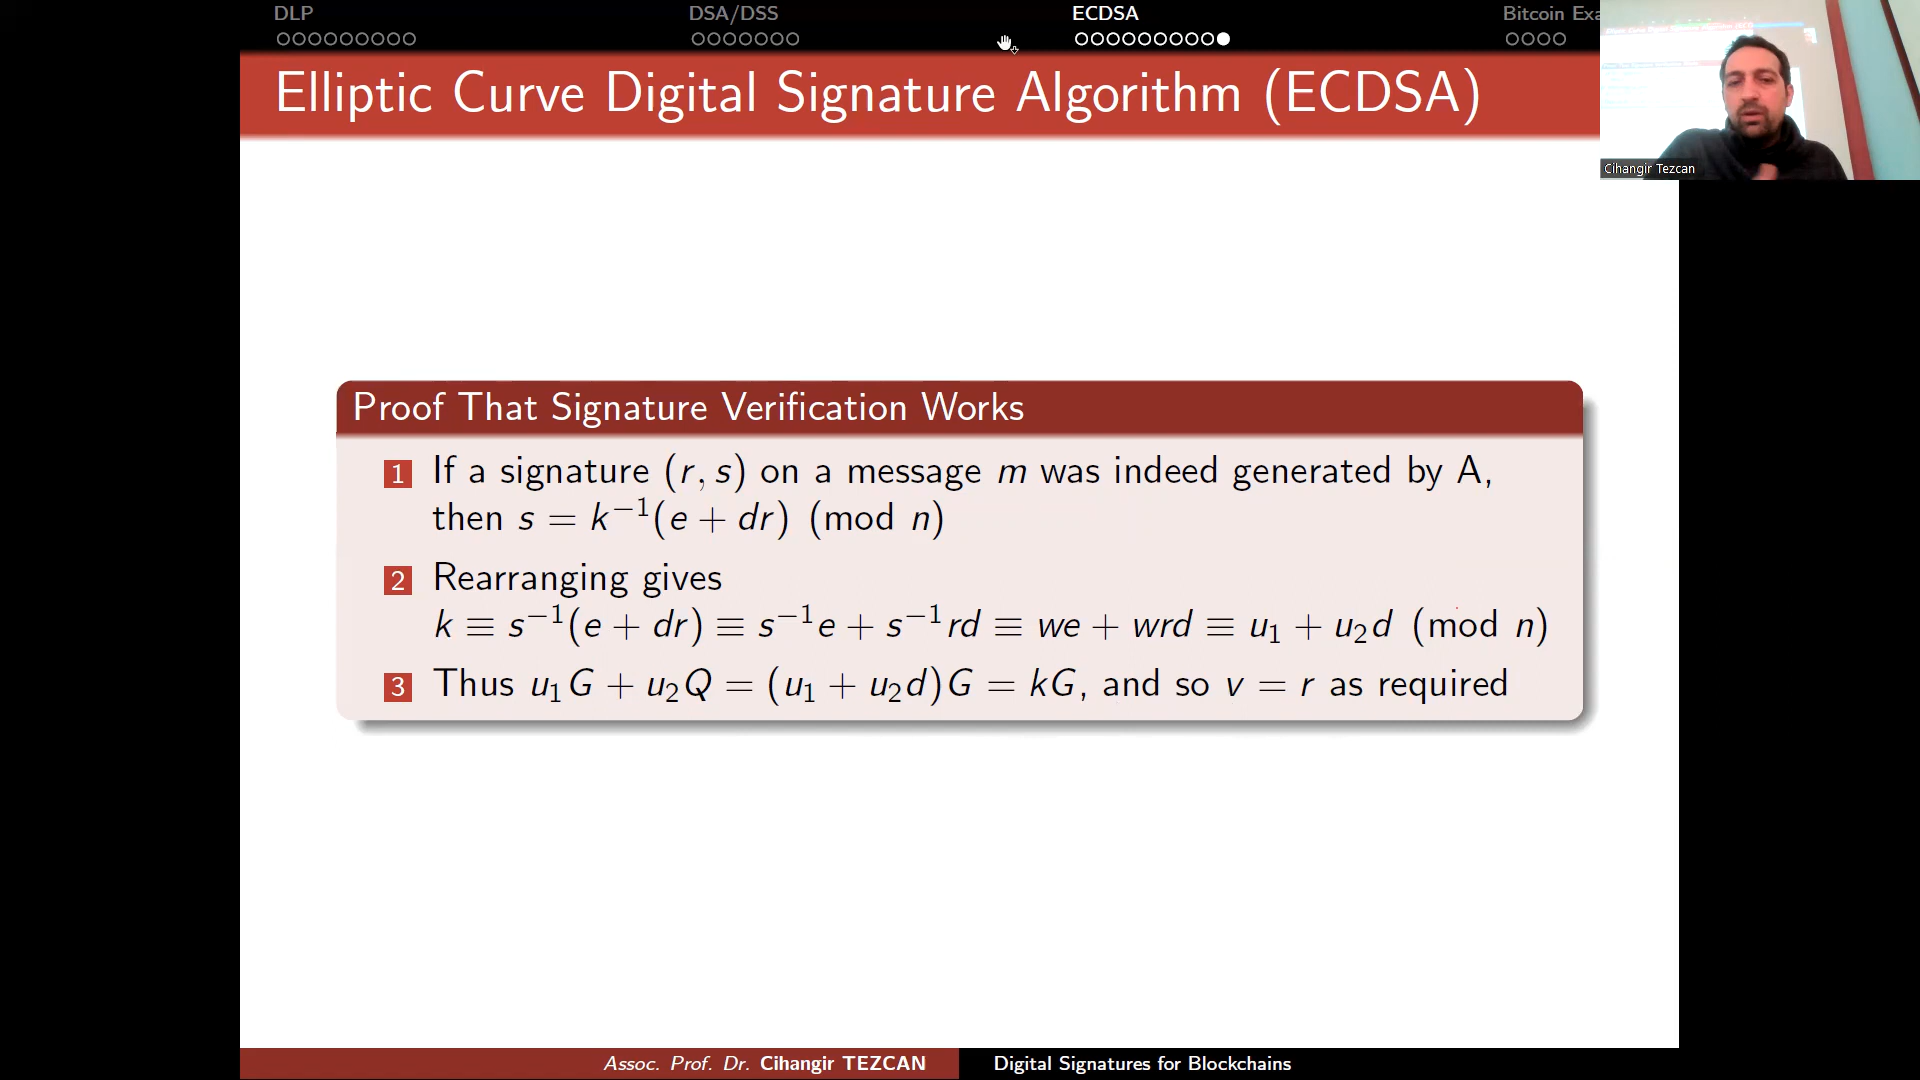 DLP
DSA/DSS
ECDSA
Bitcoin Exa
Elliptic Curve Digital Signature Algorithm (ECDSA)
Cihangir Tezcan
Proof That Signature Verification Works
1 If a signature (r, s) on a message m was indeed generated by A,
then s = k⁻¹(e + dr) (mod n)
2 Rearranging gives
k ≡ s⁻¹(e + dr) ≡ s⁻¹e + s⁻¹rd ≡ we + wrd ≡ u₁ + u₂d (mod n)
3 Thus u₁G + u₂Q = (u₁ + u₂d)G = kG, and so v = r as required
Assoc. Prof. Dr. Cihangir TEZCAN
Digital Signatures for Blockchains